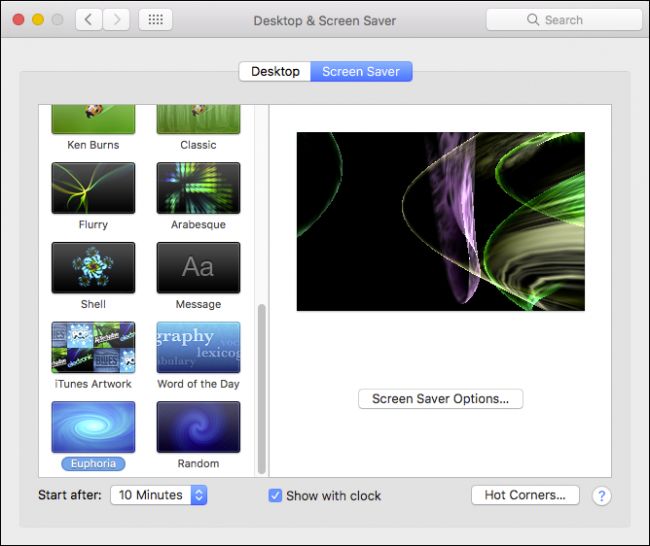 Desktop & Screen Saver
Search
Desktop
Screen Saver
Ken Burns
Classic
Flurry
Arabesque
Aa
Shell
Message
BLUES
iTunes Artwork
graphy
lexicog
Word of the Day
Euphoria
Random
Screen Saver Options...
Start after:
10 Minutes
Show with clock
Hot Corners...
?